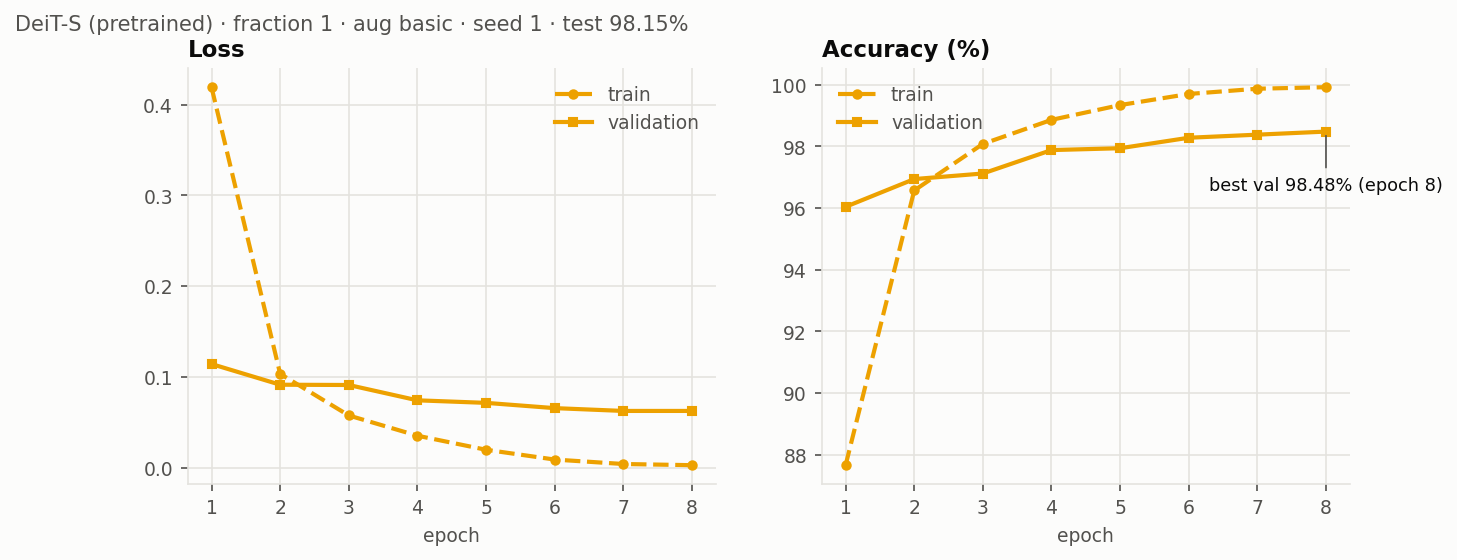 DeiT-S (pretrained) · fraction 1 · aug basic · seed 1 · test 98.15%
Loss
0.4
0.3
0.2
0.1
0.0
train
validation
1 2 3 4 5 6 7 8
epoch
Accuracy (%)
100
98
96
94
92
90
88
train
validation
best val 98.48% (epoch 8)
1 2 3 4 5 6 7 8
epoch